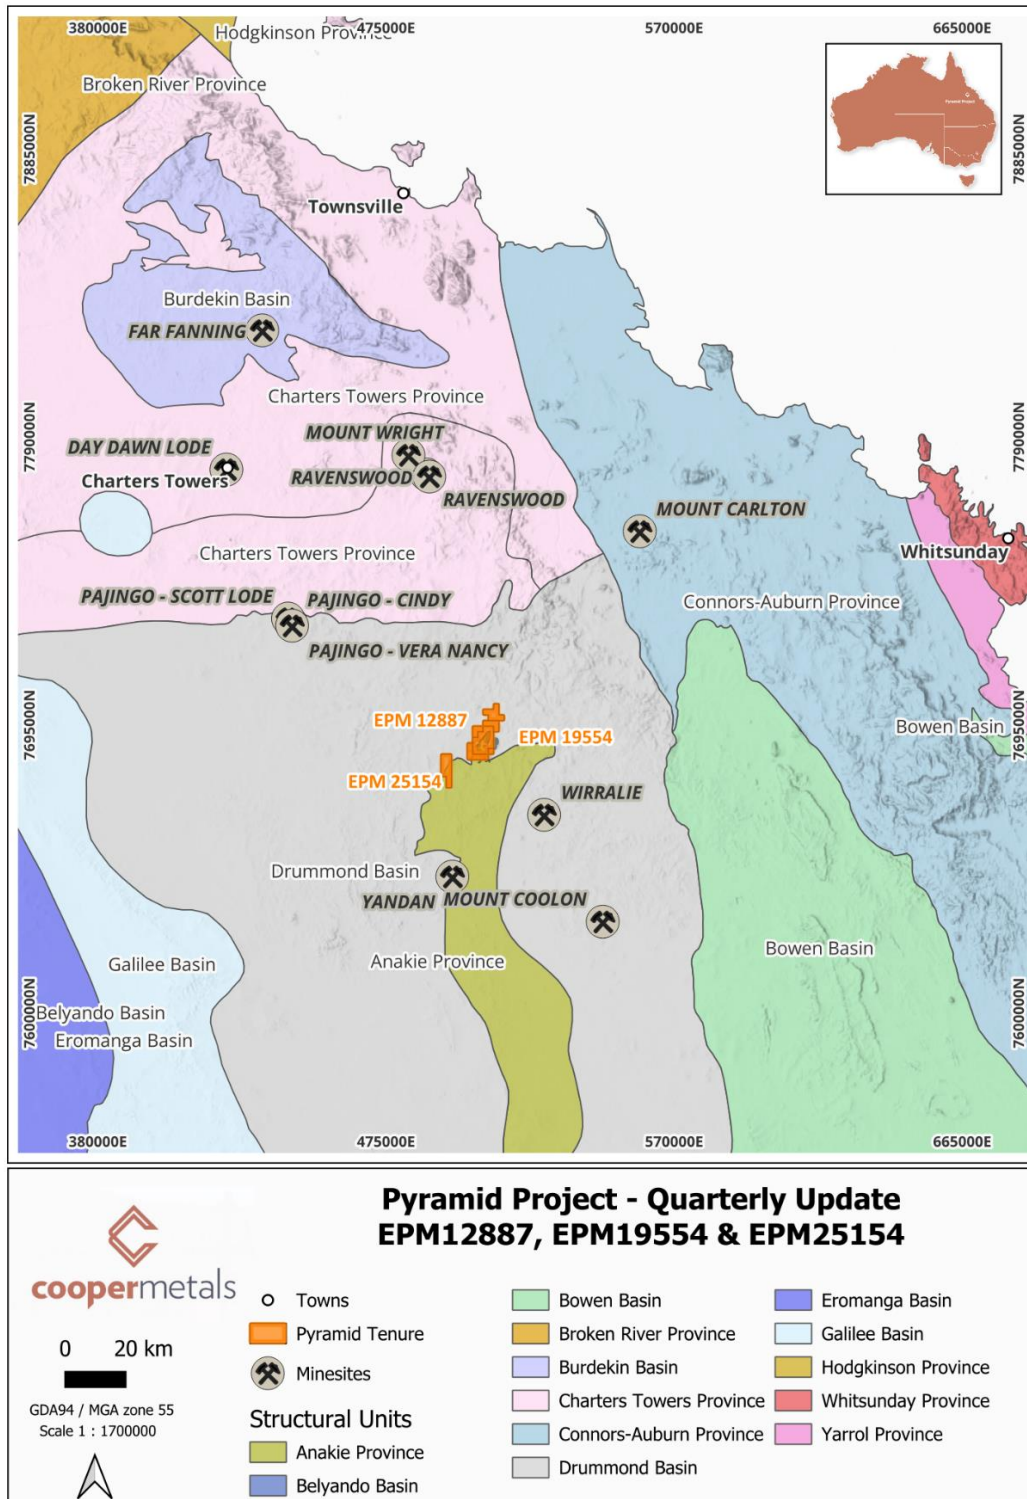 380000E
475000E
570000E
665000E
Hodgkinson Province
Broken River Province
7885000N
7885000N
Pyramid Project
Townsville
Burdekin Basin
FAR FANNING
Charters Towers Province
MOUNT WRIGHT
DAY DAWN LODE
Charters Towers
RAVENSWOOD
RAVENSWOOD
7790000N
7790000N
MOUNT CARLTON
Whitsunday
Charters Towers Province
PAJINGO - SCOTT LODE
PAJINGO - CINDY
Connors-Auburn Province
PAJINGO - VERA NANCY
7695000N
7695000N
EPM 12887
EPM 19554
Bowen Basin
EPM 25154
WIRRALIE
Drummond Basin
YANDAN
MOUNT COOLON
Anakie Province
Bowen Basin
Galilee Basin
7600000N
7600000N
Belyando Basin
Eromanga Basin
380000E
475000E
570000E
665000E
Pyramid Project - Quarterly Update
EPM12887, EPM19554 & EPM25154
coopermetals
0 20 km
GDA94 / MGA zone 55
Scale 1 : 1700000
Towns
Pyramid Tenure
Minesites
Structural Units
Anakie Province
Belyando Basin
Bowen Basin
Broken River Province
Burdekin Basin
Charters Towers Province
Connors-Auburn Province
Drummond Basin
Eromanga Basin
Galilee Basin
Hodgkinson Province
Whitsunday Province
Yarrol Province